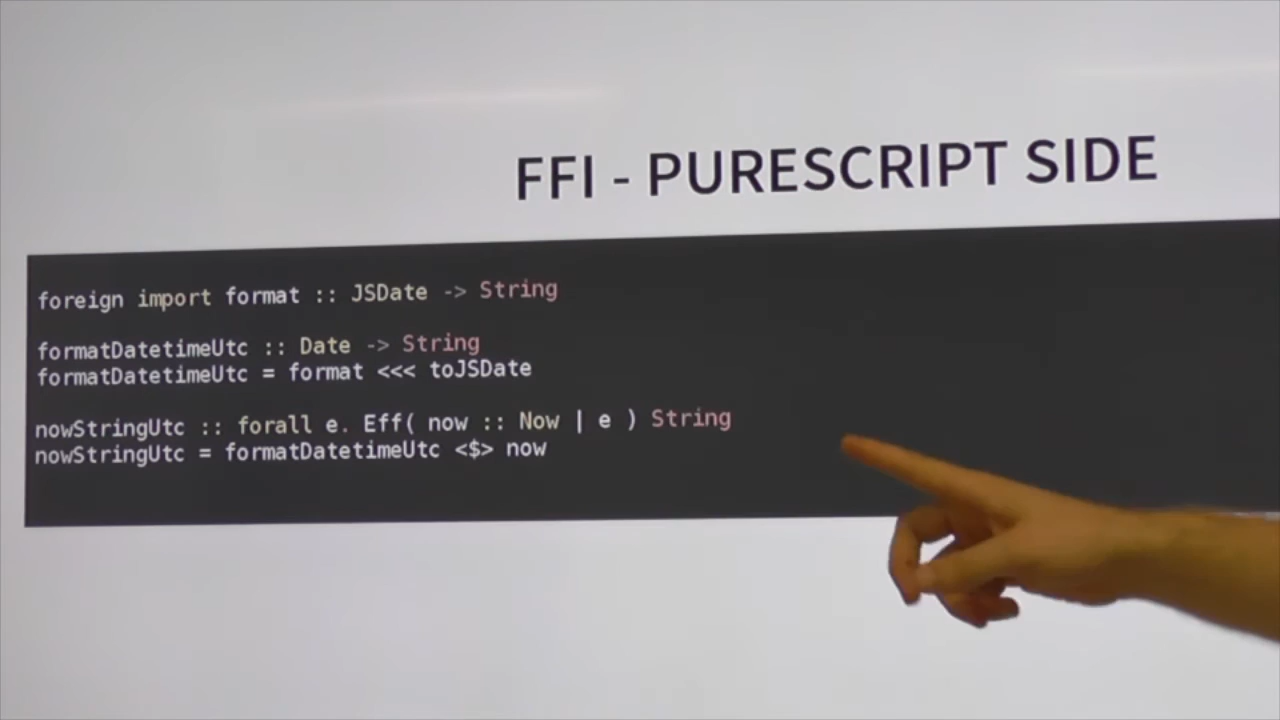 FFI - PURESCRIPT SIDE
foreign import format :: JSDate -> String
formatDatetimeUtc :: Date -> String
formatDatetimeUtc = format <<< toJSDate
nowStringUtc :: forall e. Eff( now :: Now | e ) String
nowStringUtc = formatDatetimeUtc <$> now